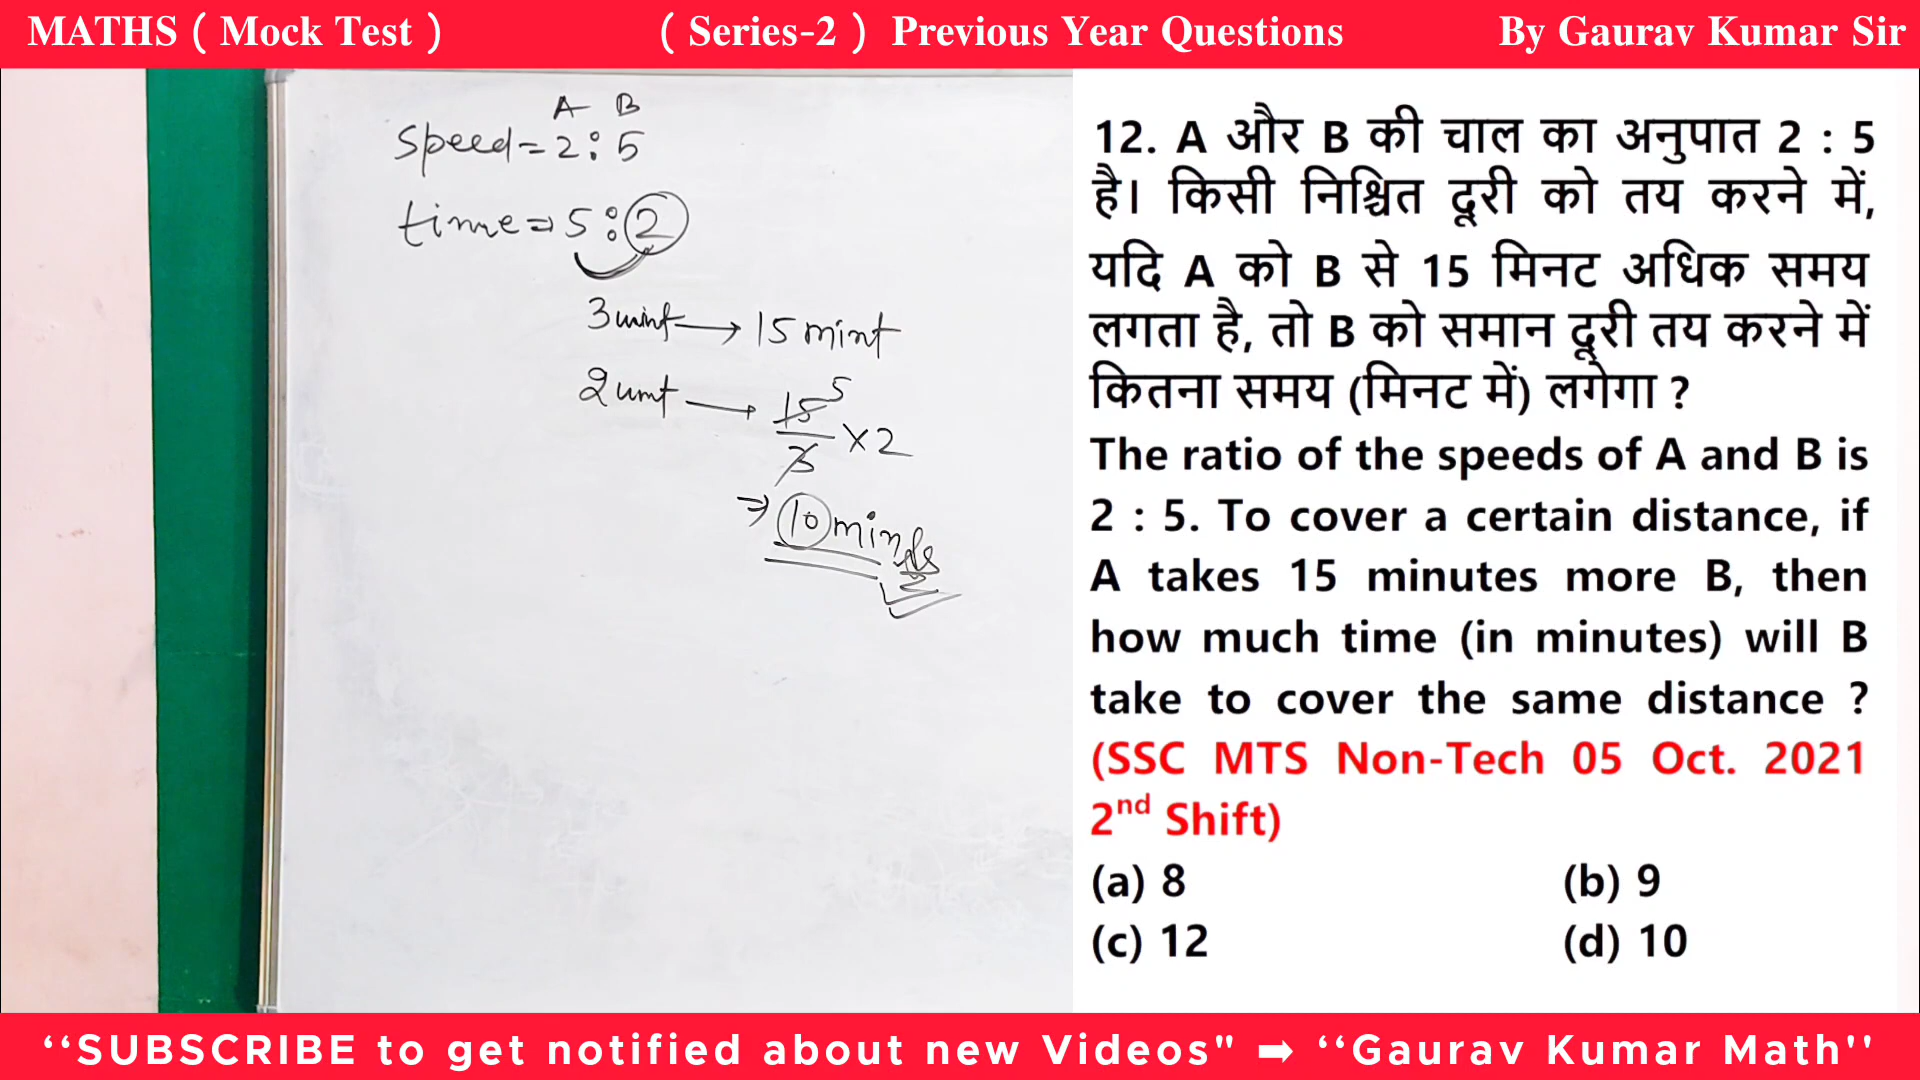 MATHS ( Mock Test ) ( Series-2 ) Previous Year Questions By Gaurav Kumar Sir
A B
Speed = 2 : 5
time ⇒ 5 : 2
3 unit → 15 mint
2 unit → 15/3 × 2
5
⇒ 10 minute
12. A और B की चाल का अनुपात 2 : 5
है। किसी निश्चित दूरी को तय करने में,
यदि A को B से 15 मिनट अधिक समय
लगता है, तो B को समान दूरी तय करने में
कितना समय (मिनट में) लगेगा ?
The ratio of the speeds of A and B is
2 : 5. To cover a certain distance, if
A takes 15 minutes more B, then
how much time (in minutes) will B
take to cover the same distance ?
(SSC MTS Non-Tech 05 Oct. 2021
2nd Shift)
(a) 8 (b) 9
(c) 12 (d) 10
‘‘SUBSCRIBE to get notified about new Videos" ➡ ‘‘Gaurav Kumar Math''